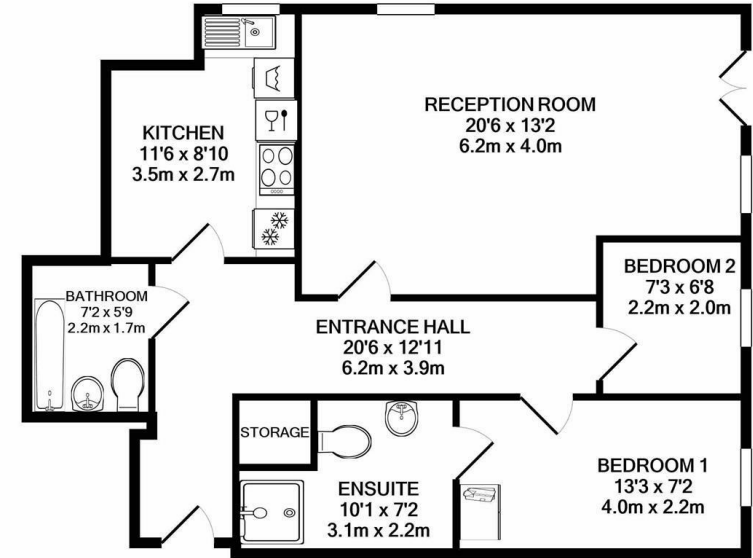 KITCHEN
11'6 x 8'10
3.5m x 2.7m
RECEPTION ROOM
20'6 x 13'2
6.2m x 4.0m
BATHROOM
7'2 x 5'9
2.2m x 1.7m
ENTRANCE HALL
20'6 x 12'11
6.2m x 3.9m
BEDROOM 2
7'3 x 6'8
2.2m x 2.0m
STORAGE
ENSUITE
10'1 x 7'2
3.1m x 2.2m
BEDROOM 1
13'3 x 7'2
4.0m x 2.2m